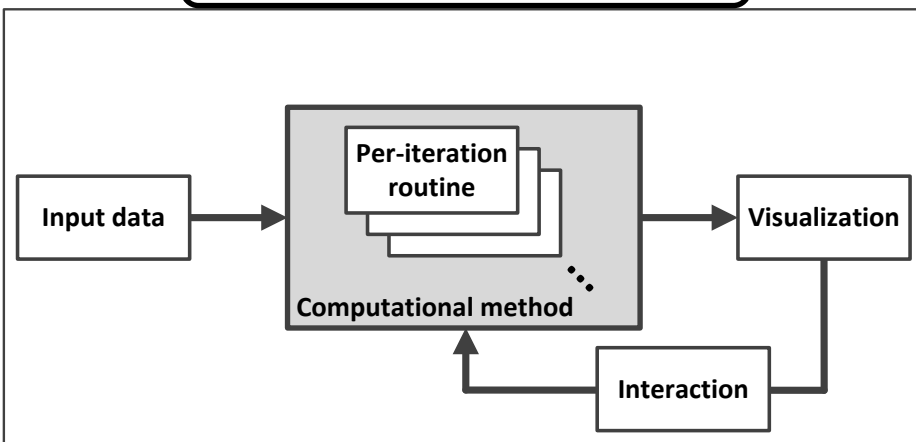 Per-iteration
routine
Input data
Visualization
Computational method
Interaction